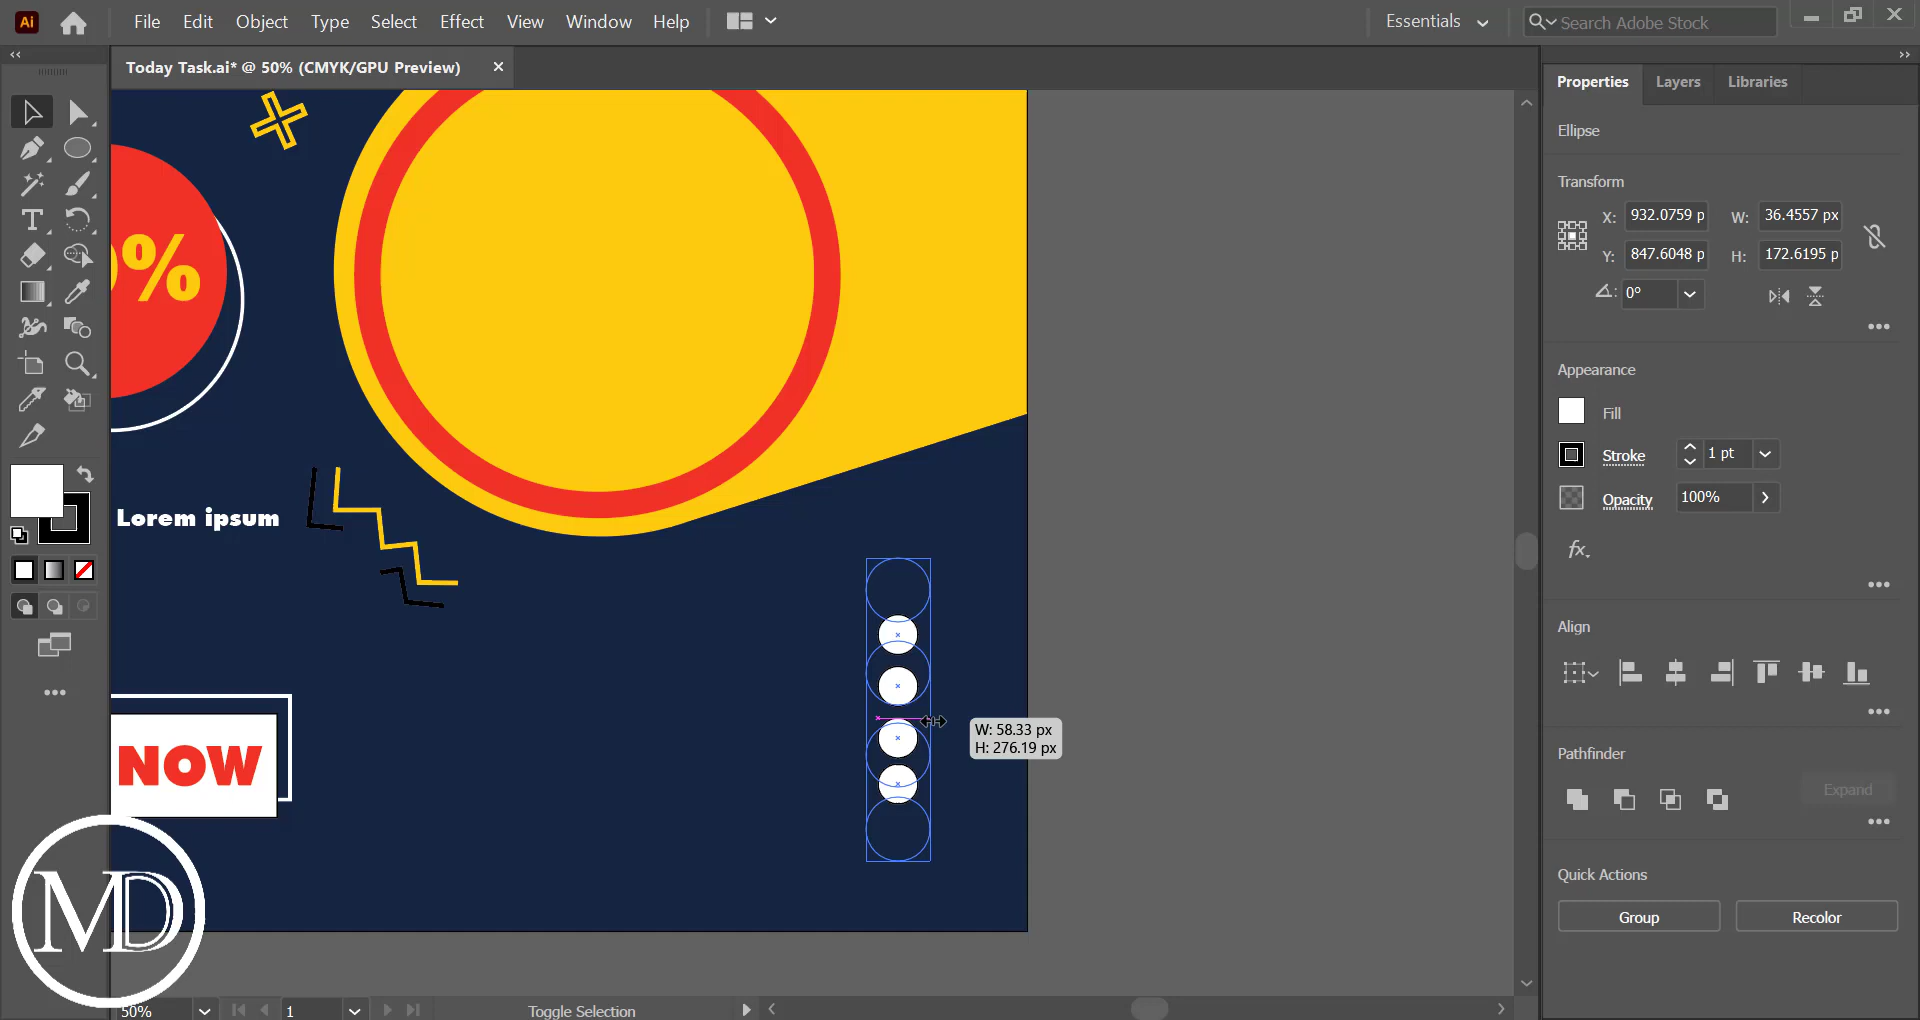 Ai File Edit Object Type Select Effect View Window Help Essentials Search Adobe Stock
Today Task.ai* @ 50% (CMYK/GPU Preview)
Properties Layers Libraries
Ellipse
Transform
X: 932.0759 p W: 36.4557 px
Y: 847.6048 p H: 172.6195 p
0°
Appearance
Fill
Stroke 1 pt
Opacity 100%
fx.
Align
Pathfinder
Expand
Quick Actions
Group Recolor
%
Lorem ipsum
W: 58.33 px
H: 276.19 px
NOW
MD
50% 1 Toggle Selection